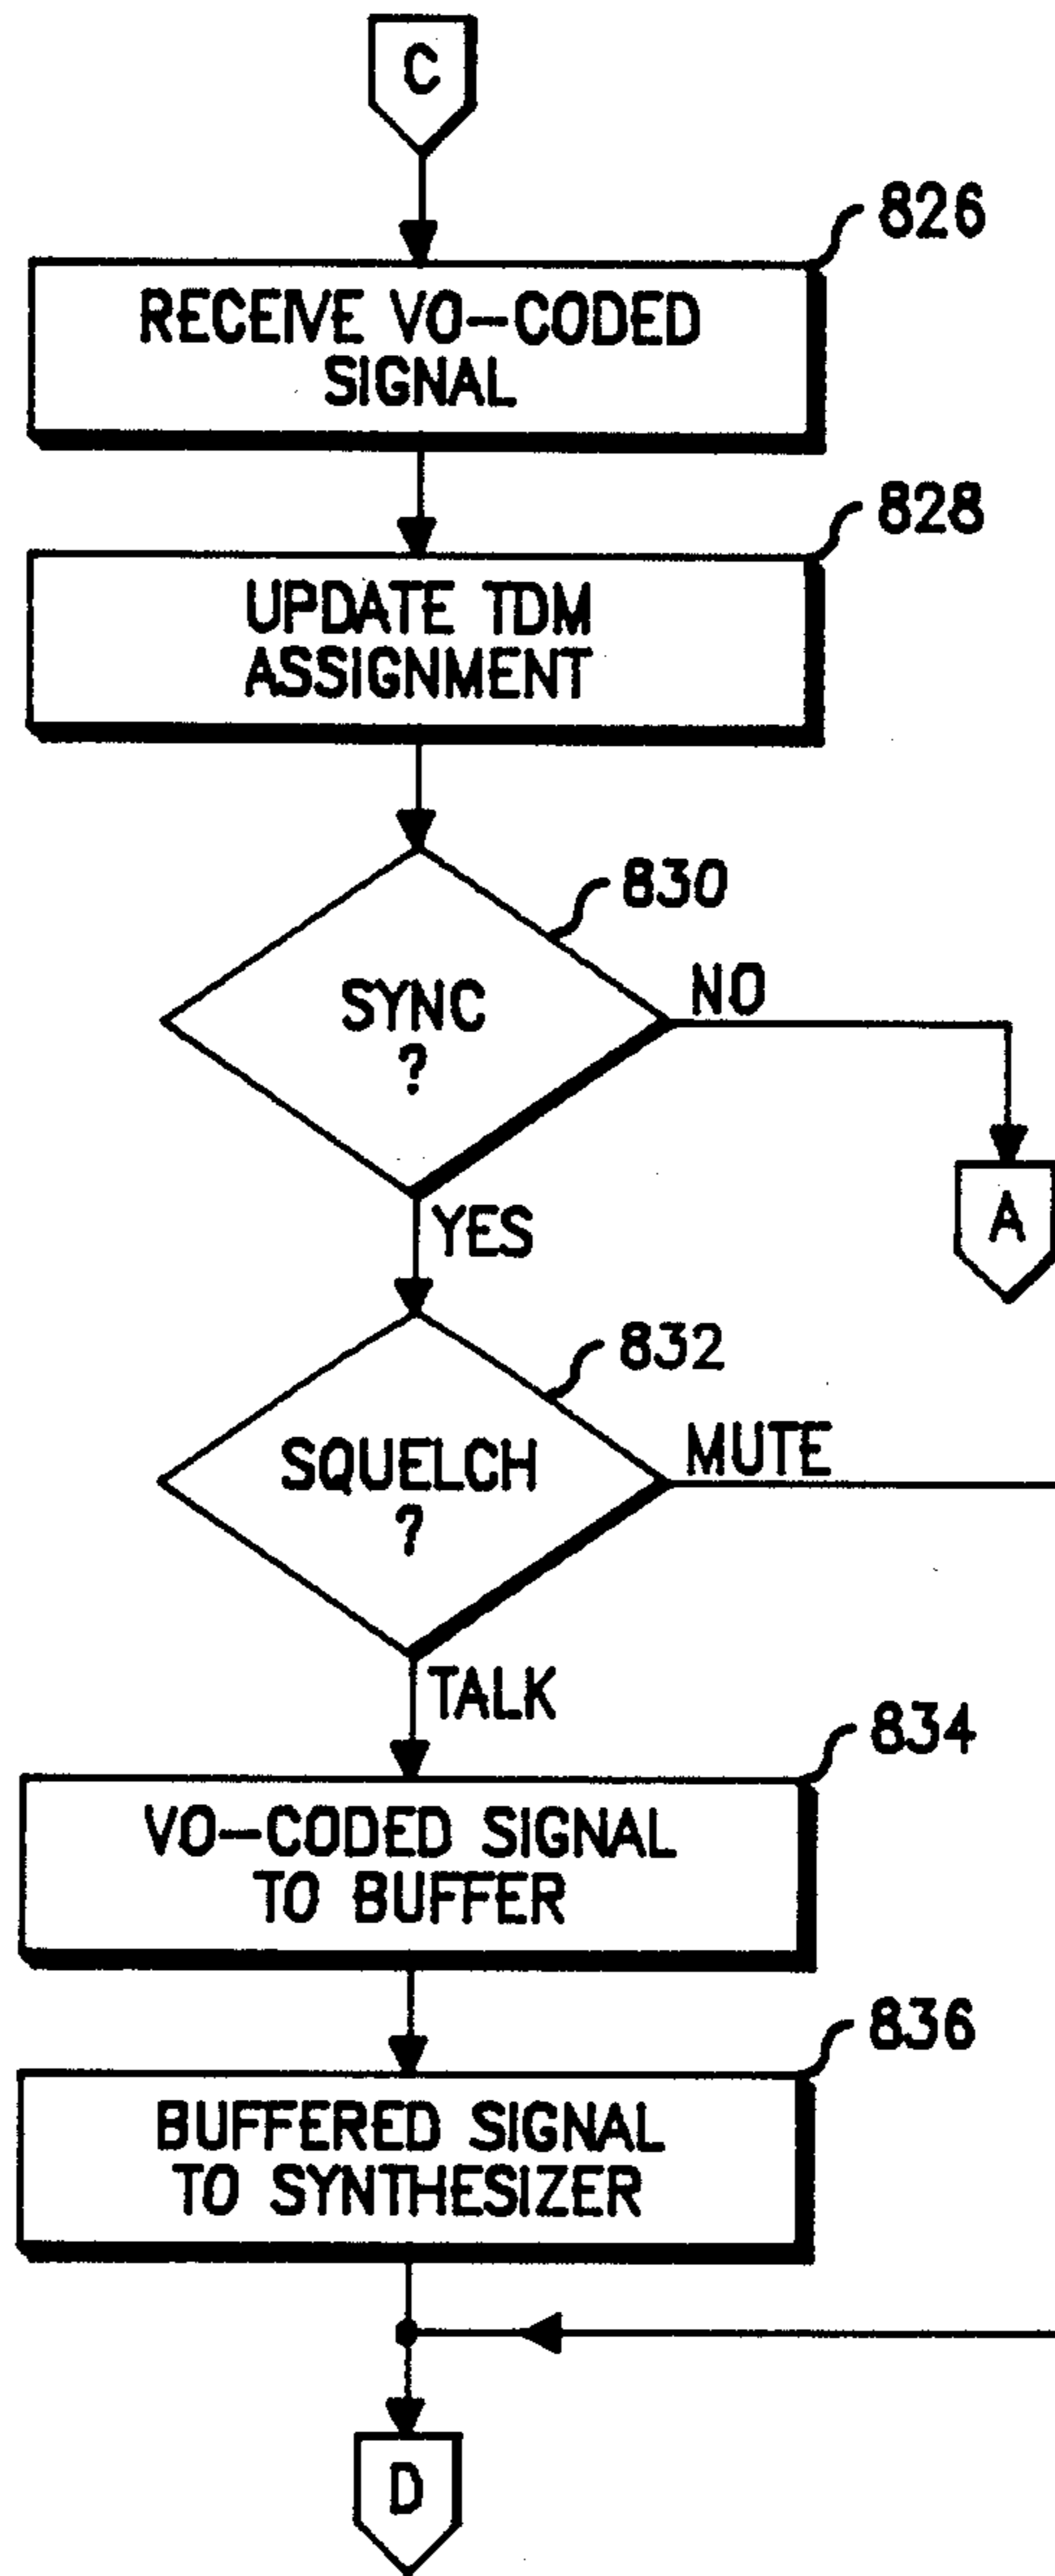 C
826
RECEIVE VO-CODED
SIGNAL
828
UPDATE TDM
ASSIGNMENT
830
SYNC
?
NO
A
YES
832
SQUELCH
?
MUTE
TALK
834
VO-CODED SIGNAL
TO BUFFER
836
BUFFERED SIGNAL
TO SYNTHESIZER
D